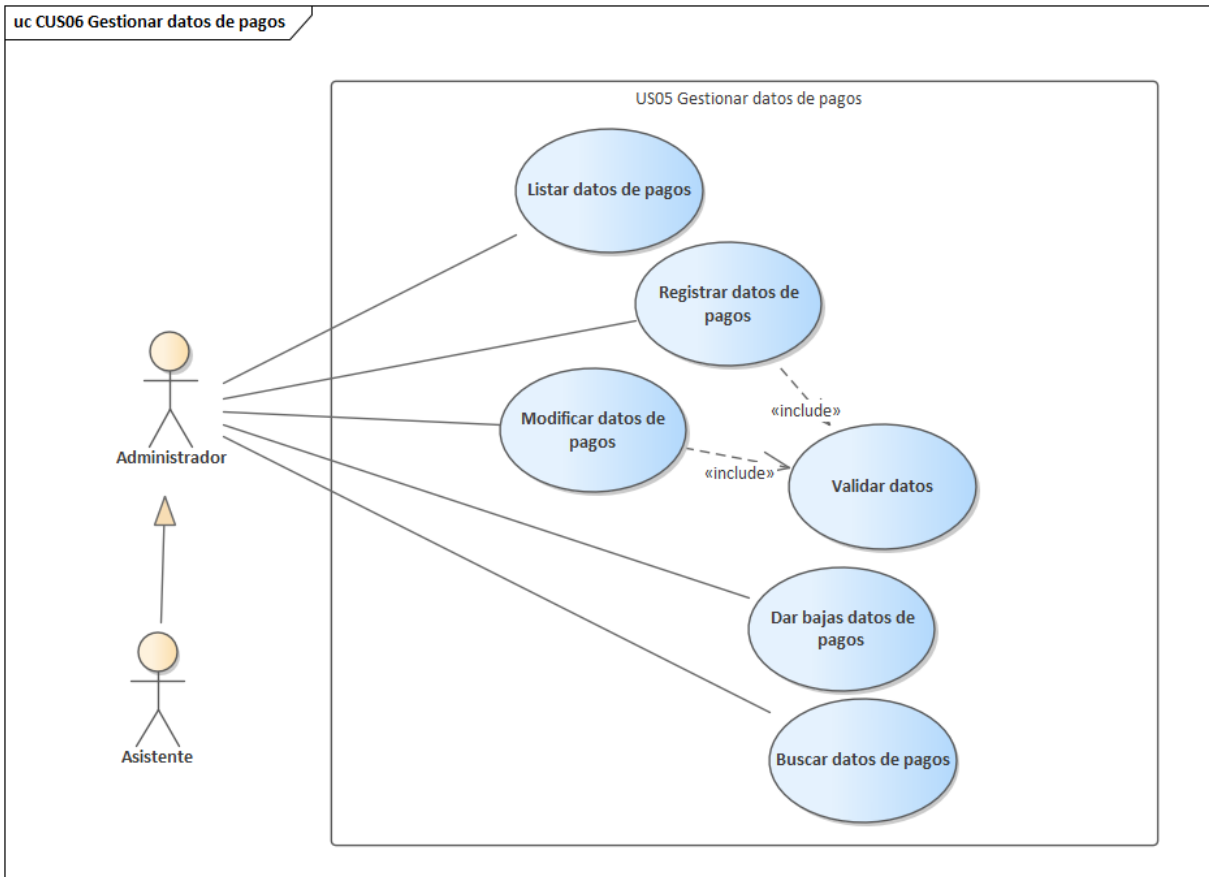 uc CUS06 Gestionar datos de pagos
US05 Gestionar datos de pagos
Listar datos de pagos
Registrar datos de
pagos
«include»
Modificar datos de
pagos
«include»
Validar datos
Administrador
Dar bajas datos de
pagos
Asistente
Buscar datos de pagos